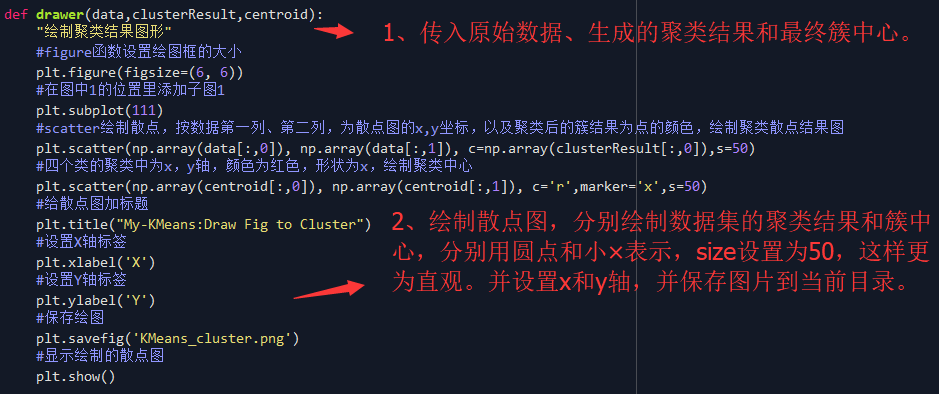 def drawer(data,clusterResult,centroid):
"绘制聚类结果图形"
1、传入原始数据、生成的聚类结果和最终簇中心。
#figure函数设置绘图框的大小
plt.figure(figsize=(6, 6))
#在图中1的位置里添加子图1
plt.subplot(111)
#scatter绘制散点，按数据第一列、第二列，为散点图的x,y坐标，以及聚类后的簇结果为点的颜色，绘制聚类散点结果图
plt.scatter(np.array(data[:,0]), np.array(data[:,1]), c=np.array(clusterResult[:,0]),s=50)
#四个类的聚类中为x，y轴，颜色为红色，形状为x，绘制聚类中心
plt.scatter(np.array(centroid[:,0]), np.array(centroid[:,1]), c='r',marker='x',s=50)
#给散点图加标题
plt.title("My-KMeans:Draw Fig to Cluster")
#设置X轴标签
plt.xlabel('X')
#设置Y轴标签
plt.ylabel('Y')
#保存绘图
plt.savefig('KMeans_cluster.png')
#显示绘制的散点图
plt.show()
2、绘制散点图，分别绘制数据集的聚类结果和簇中
心，分别用圆点和小×表示，size设置为50，这样更
为直观。并设置x和y轴，并保存图片到当前目录。